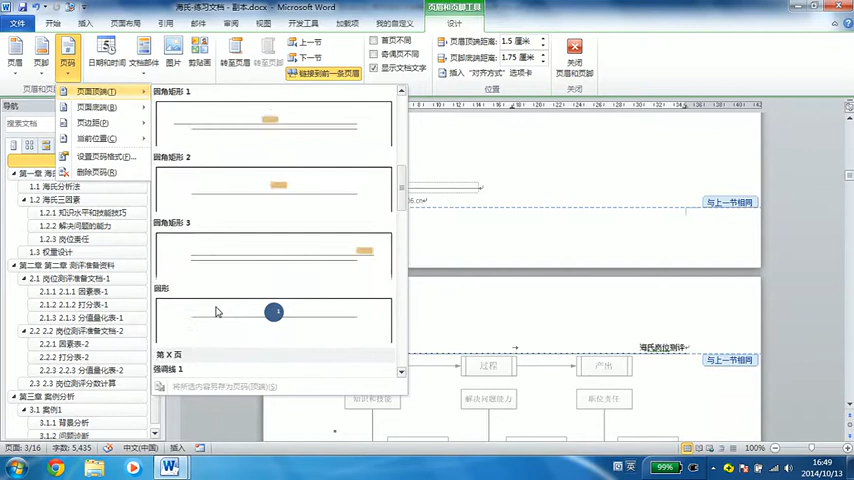 海氏-练习文档 - 副本.docx - Microsoft Word
页眉和页脚工具
文件
开始
插入
页面布局
引用
邮件
审阅
视图
开发工具
加载项
我的自定义
设计
页眉
页脚
页码
日期和时间
文档部件
图片
剪贴画
转至页眉
转至页脚
上一节
下一节
链接到前一条页眉
首页不同
奇偶页不同
显示文档文字
页眉顶端距离:
1.5 厘米
页脚底端距离:
1.75 厘米
插入“对齐方式”选项卡
位置
关闭
页眉和页脚
关闭
页面顶端(T)
页面底端(B)
页边距(P)
当前位置(C)
设置页码格式(F)...
删除页码(R)
圆角矩形 1
圆角矩形 2
圆角矩形 3
圆形
1
第 X 页
强调线 1
将所选内容另存为页码(顶端)(S)
导航
搜索文档
第一章 海氏
1.1 海氏分析法
1.2 海氏三因素
1.2.1 知识水平和技能技巧
1.2.2 解决问题的能力
1.2.3 岗位责任
1.3 权重设计
第二章 第二章 测评准备资料
2.1 岗位测评准备文档-1
2.1.1 2.1.1 因素表-1
2.1.2 2.1.2 打分表-1
2.1.3 2.1.3 分值量化表-1
2.2 2.2 岗位测评准备文档-2
2.2.1 因素表-2
2.2.2 打分表-2
2.2.3 分值量化表-2
2.3 2.3 岗位测评分数计算
第三章 案例分析
3.1 案例1
3.1.1 背景分析
3.1.2 问题诊断
06.cn
与上一节相同
海氏岗位测评
与上一节相同
过程
产出
知识和技能
解决问题能力
职位责任
页面: 3/16
字数: 5,435
中文(中国)
插入
100%
英
99%
16:49
2014/10/13